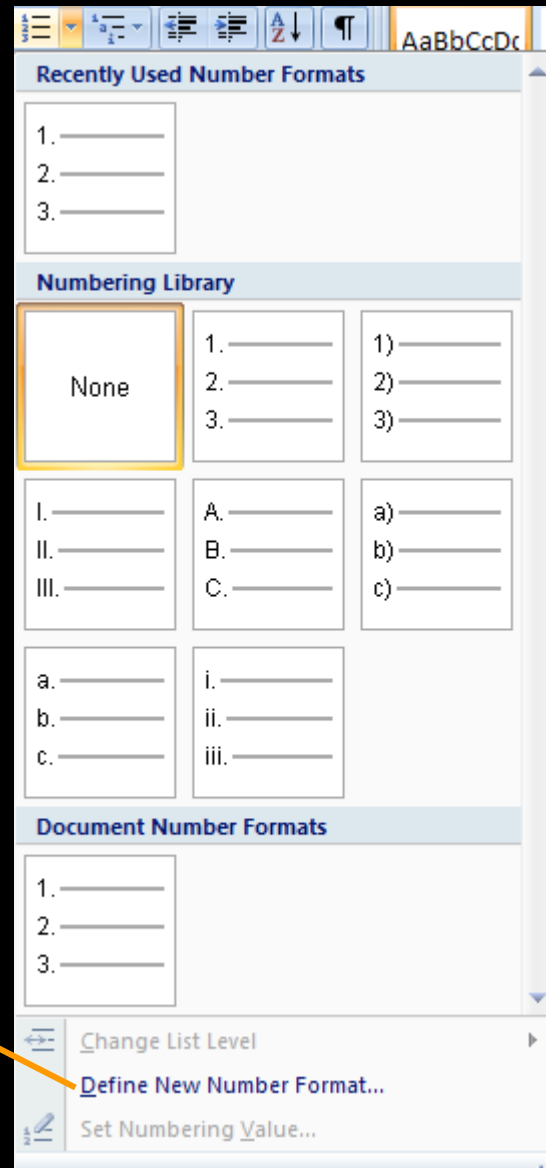 AaBbCcDc
Recently Used Number Formats
1.
2.
3.
Numbering Library
None
1.
2.
3.
1)
2)
3)
I.
II.
III.
A.
B.
C.
a)
b)
c)
a.
b.
c.
i.
ii.
iii.
Document Number Formats
1.
2.
3.
Change List Level
Define New Number Format...
Set Numbering Value...